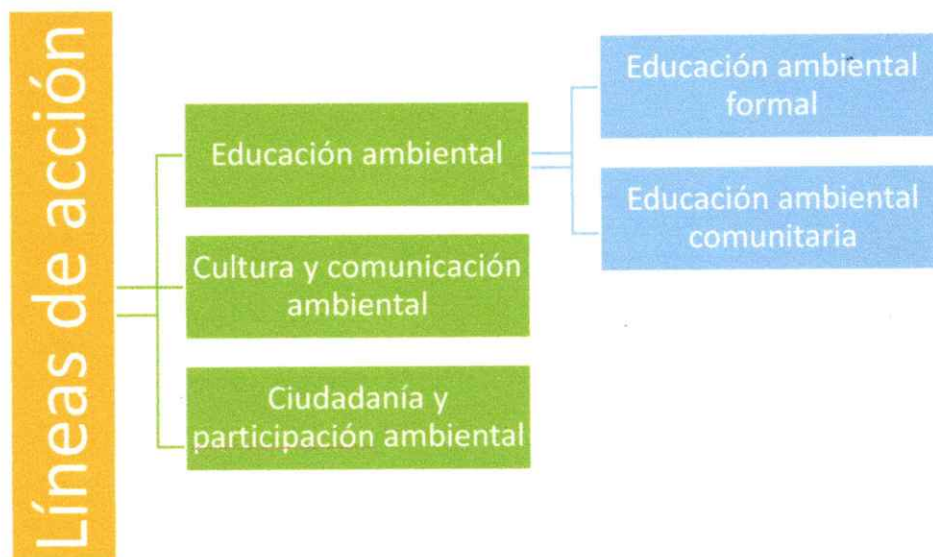 Líneas de acción
Educación ambiental
Cultura y comunicación
ambiental
Ciudadanía y
participación ambiental
Educación ambiental
formal
Educación ambiental
comunitaria